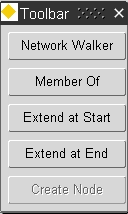 Toolbar
Network Walker
Member Of
Extend at Start
Extend at End
Create Node